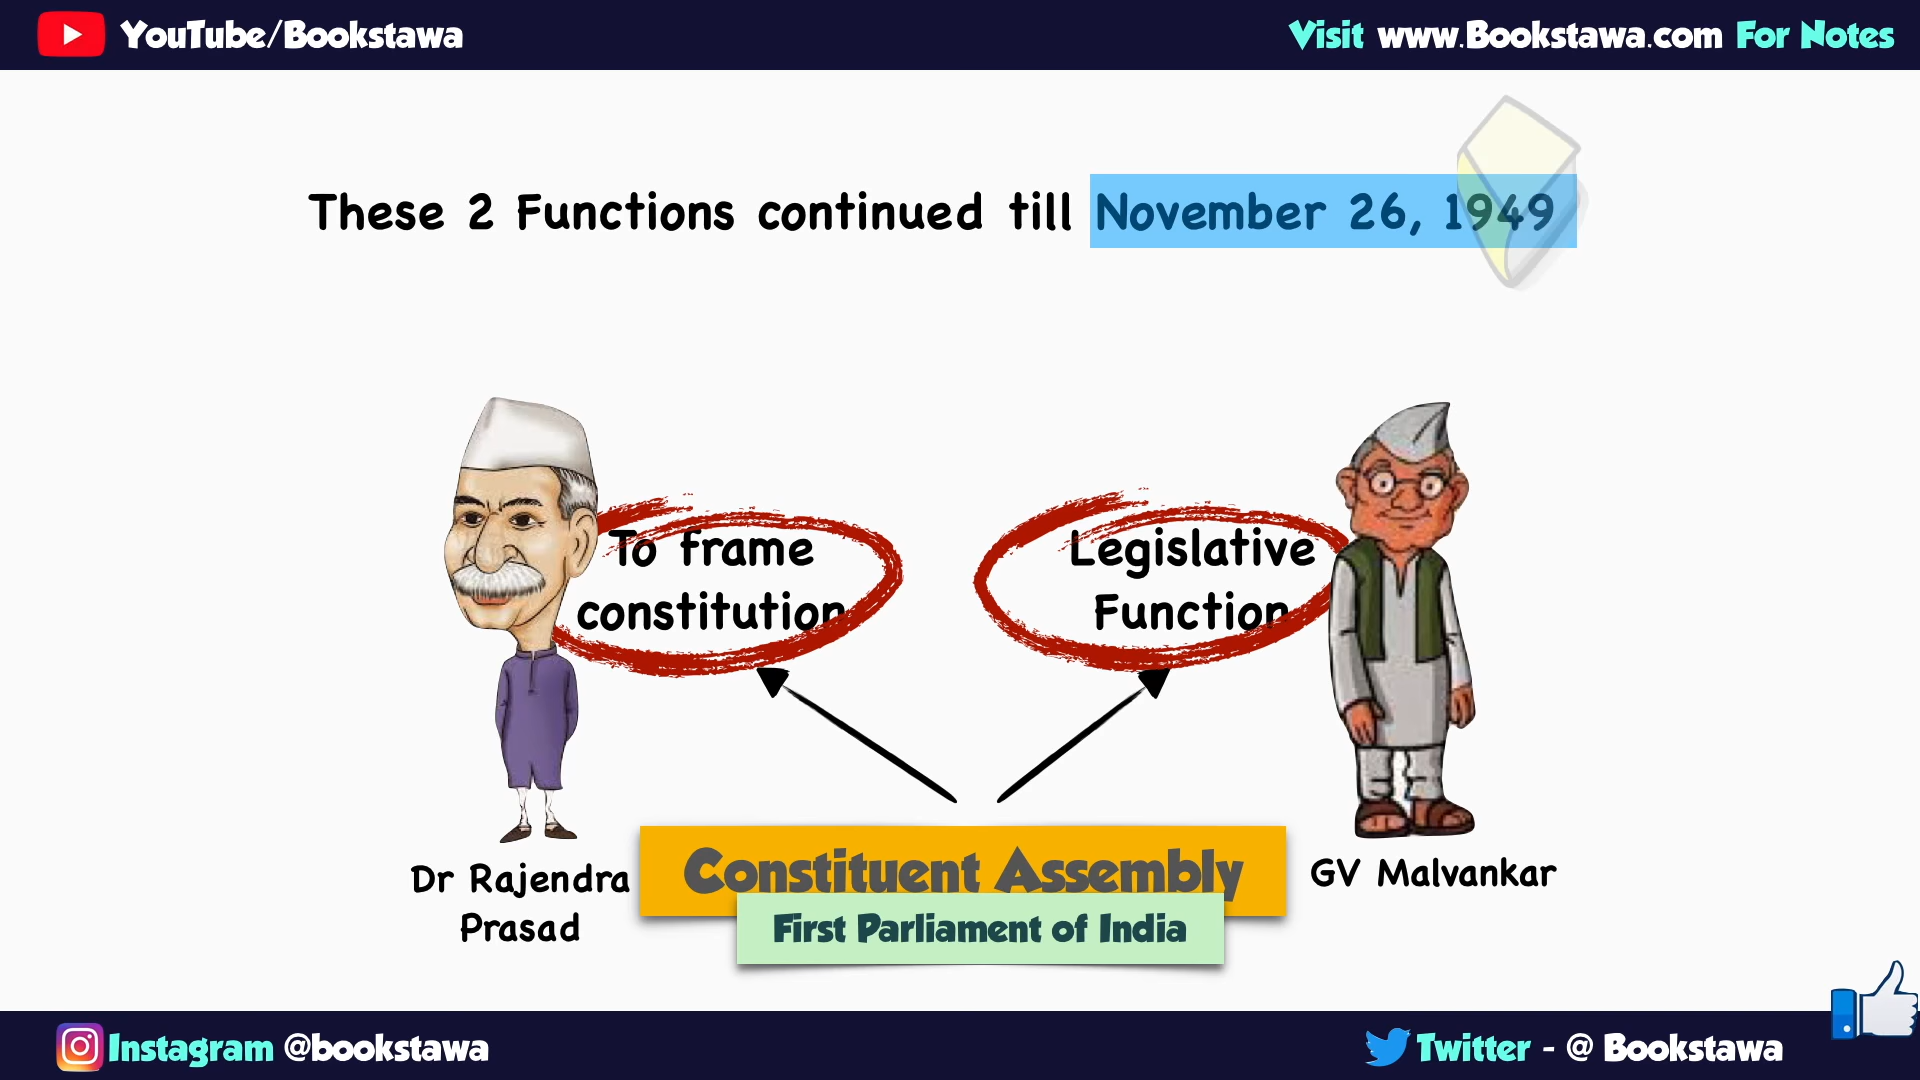 YouTube/Bookstawa
Visit www.Bookstawa.com For Notes
These 2 Functions continued till November 26, 1949
To frame
constitution
Legislative
Function
Dr Rajendra
Prasad
Constituent Assembly
First Parliament of India
GV Malvankar
Instagram @bookstawa
Twitter - @ Bookstawa